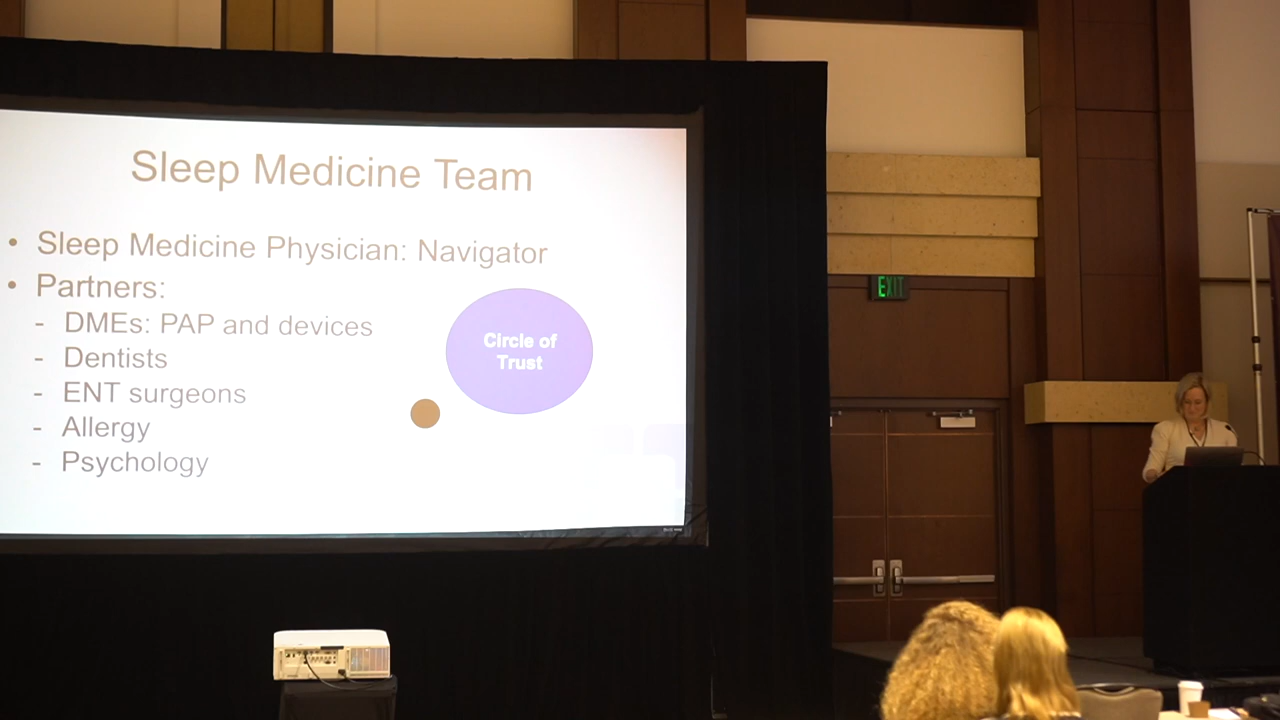 Sleep Medicine Team
• Sleep Medicine Physician: Navigator
• Partners:
- DMEs: PAP and devices
- Dentists
- ENT surgeons
- Allergy
- Psychology
Circle of
Trust
EXIT